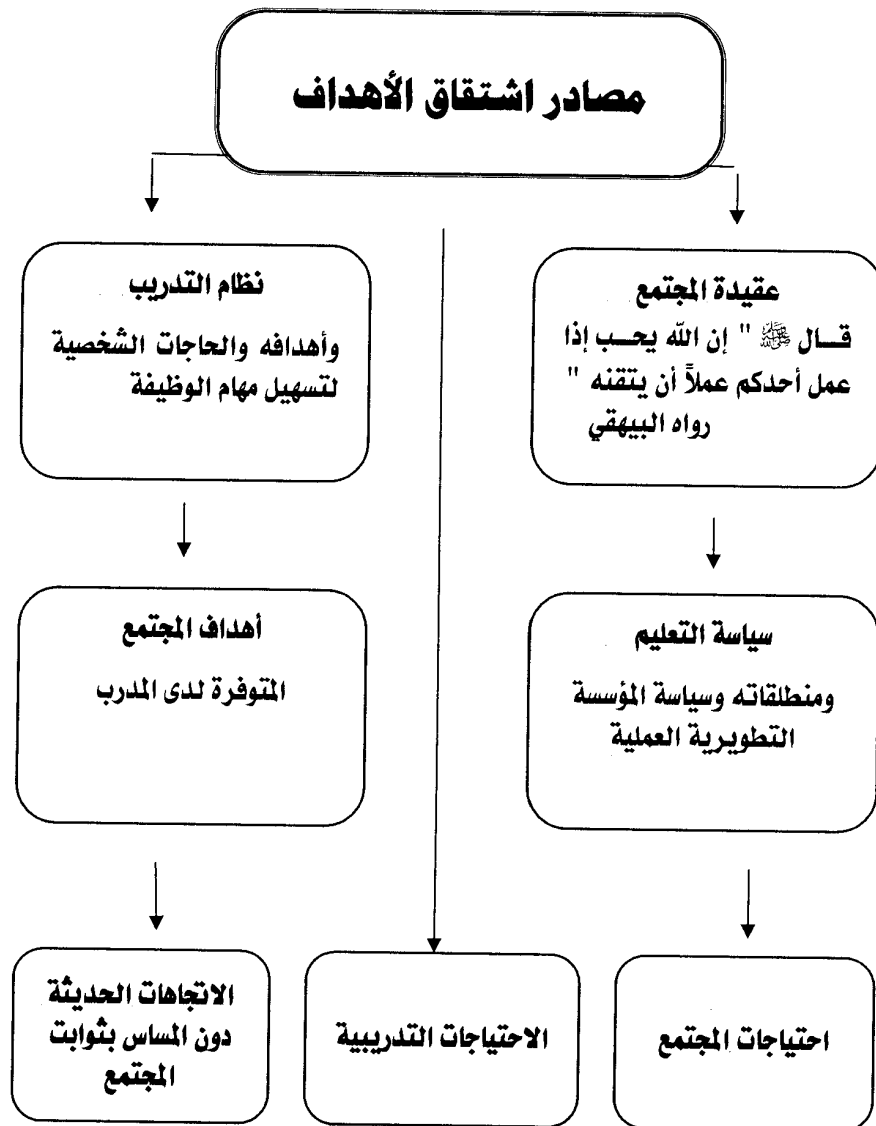 مصادر اشتقاق الأهداف
عقيدة المجتمع
قـــال ﷺ " إن الله يحـــب إذا
عمل أحدكم عملاً أن يتقنه "
رواه البيهقي
نظام التدريب
وأهدافه والحاجات الشخصية
لتسهيل مهام الوظيفة
سياسة التعليم
ومنطلقاته وسياسة المؤسسة
التطويرية العملية
أهداف المجتمع
المتوفرة لدى المدرب
احتياجات المجتمع
الاحتياجات التدريبية
الاتجاهات الحديثة
دون المساس بثوابت
المجتمع